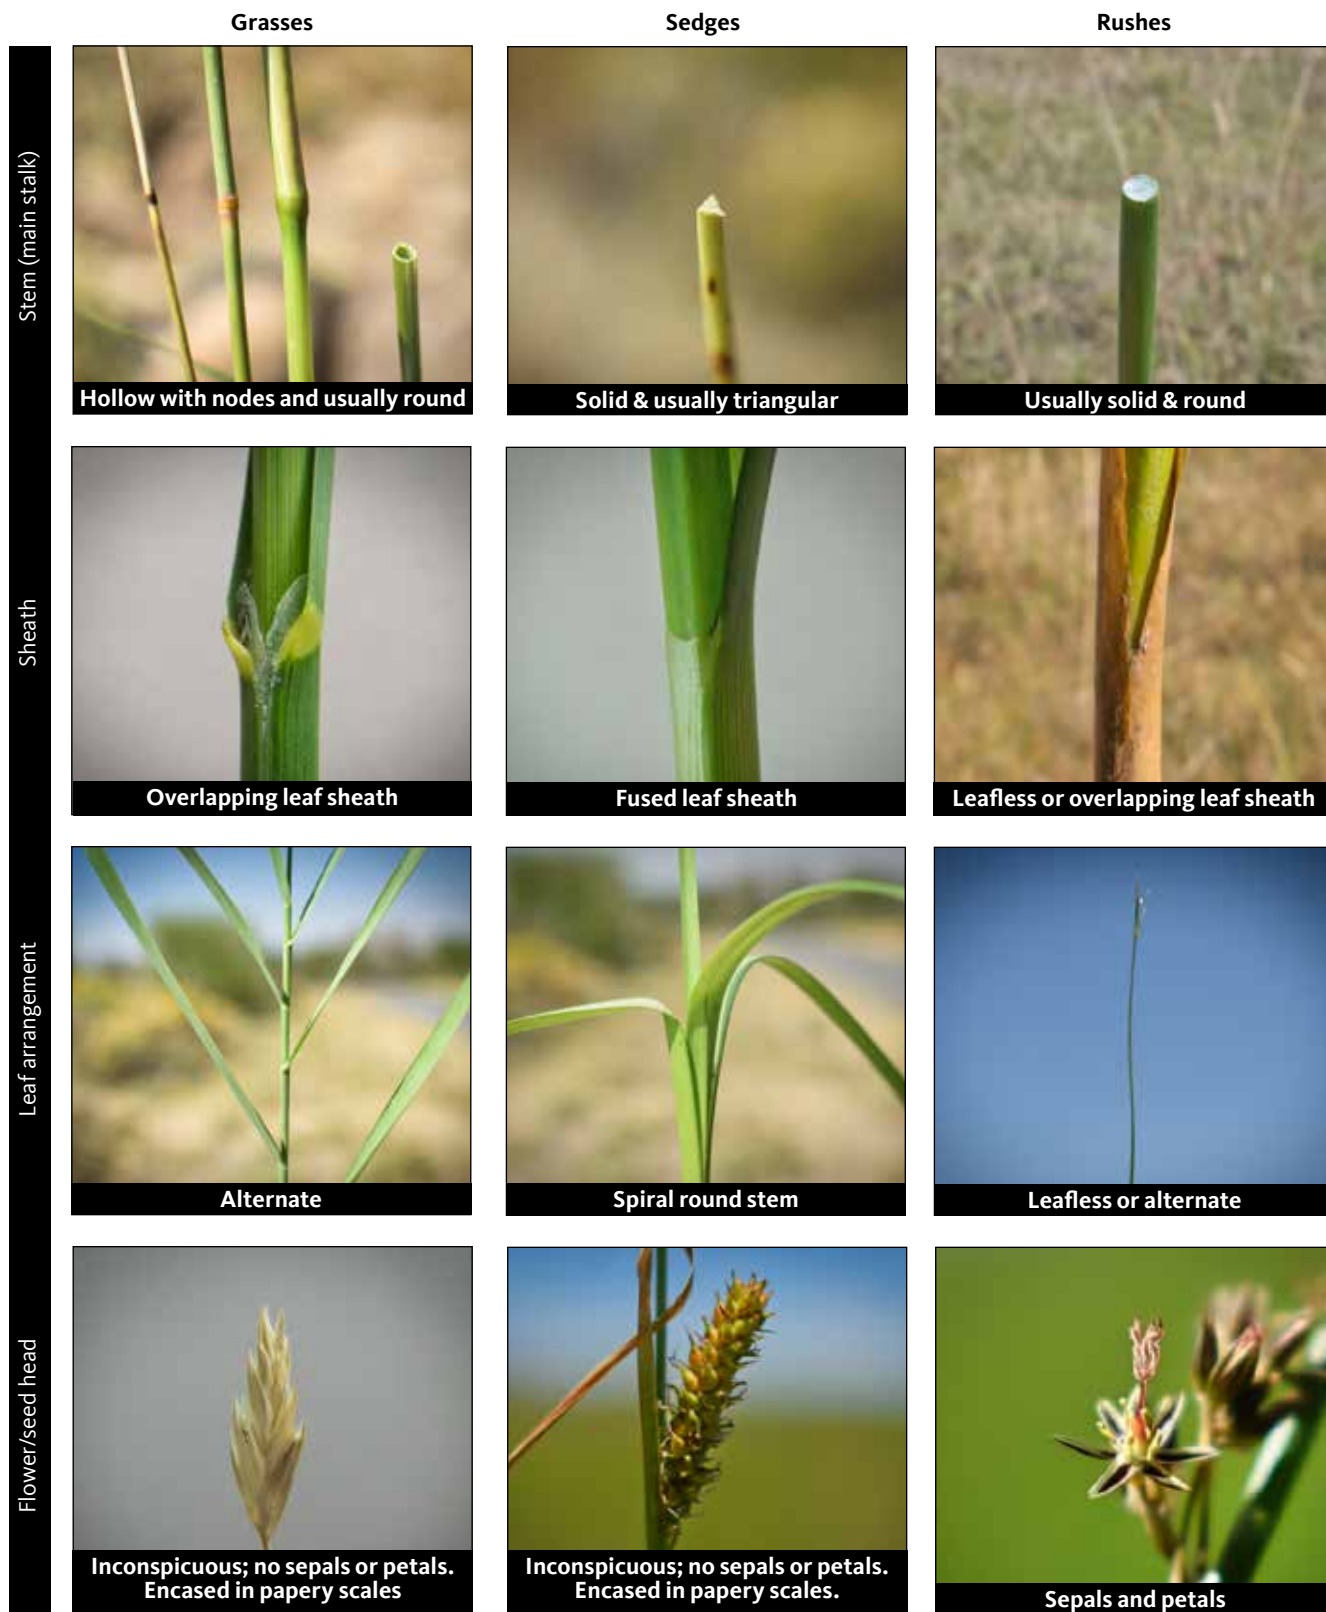 Grasses
Sedges
Rushes
Stem (main stalk)
Hollow with nodes and usually round
Solid & usually triangular
Usually solid & round
Sheath
Overlapping leaf sheath
Fused leaf sheath
Leafless or overlapping leaf sheath
Leaf arrangement
Alternate
Spiral round stem
Leafless or alternate
Flower/seed head
Inconspicuous; no sepals or petals.
Encased in papery scales
Inconspicuous; no sepals or petals.
Encased in papery scales.
Sepals and petals